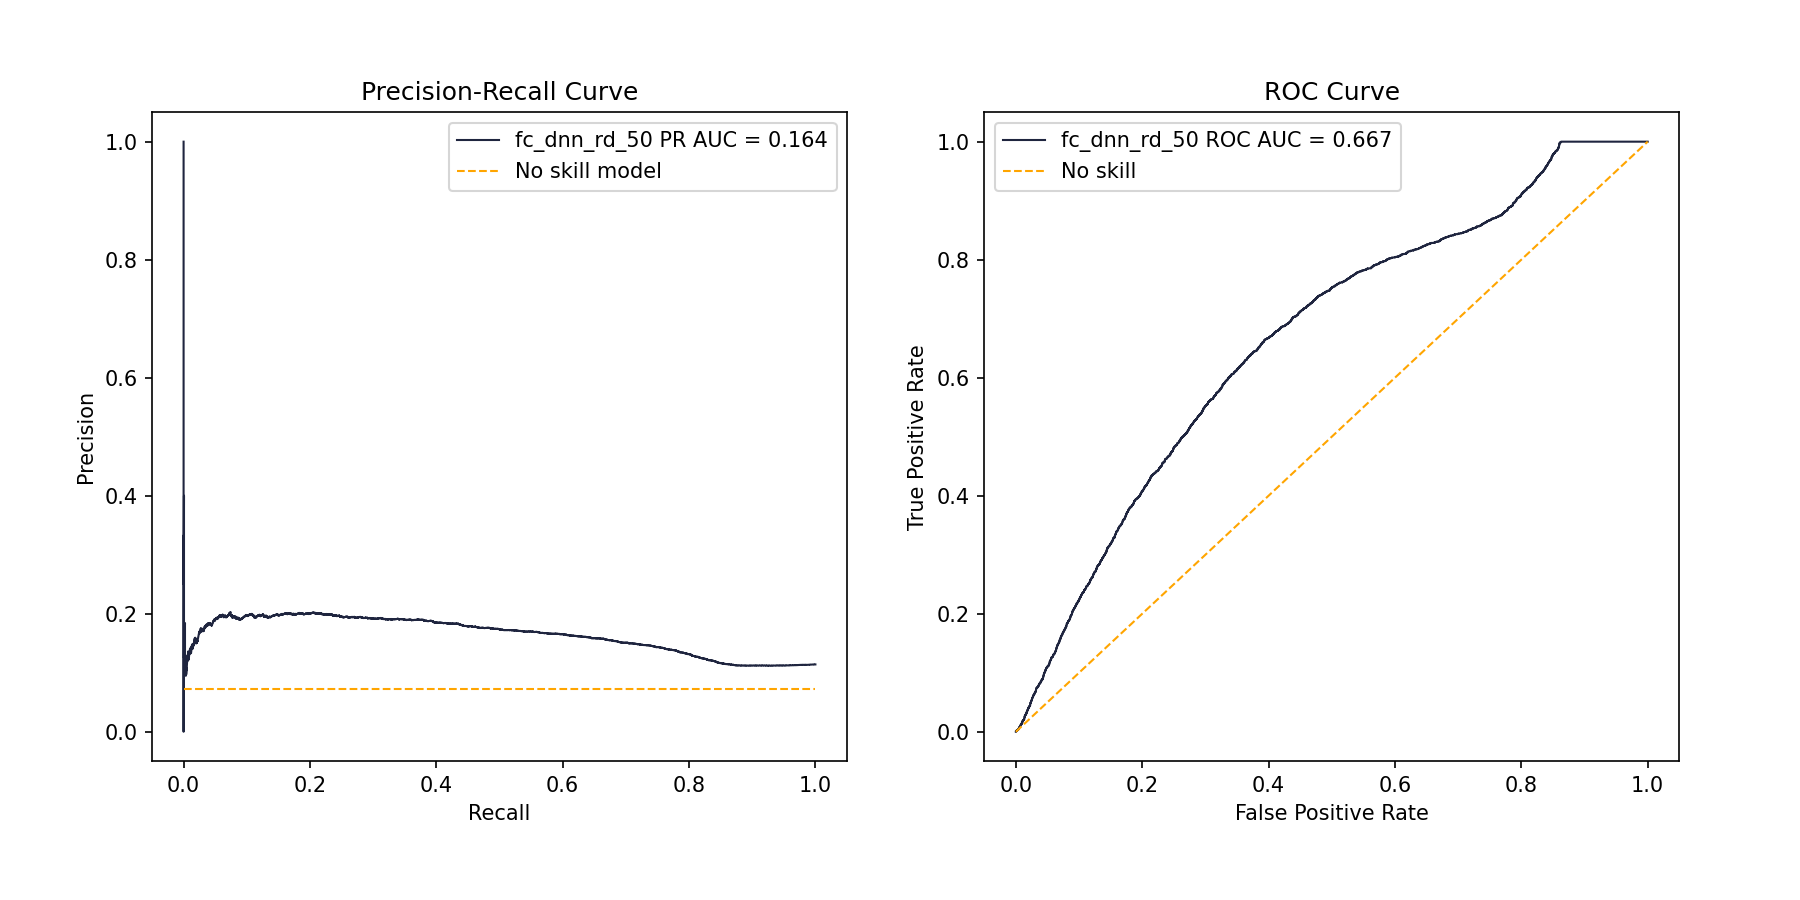 Precision-Recall Curve
fc_dnn_rd_50 PR AUC = 0.164
No skill model
1.0
0.8
0.6
0.4
0.2
0.0
Precision
0.0 0.2 0.4 0.6 0.8 1.0
Recall
ROC Curve
fc_dnn_rd_50 ROC AUC = 0.667
No skill
1.0
0.8
0.6
0.4
0.2
0.0
True Positive Rate
0.0 0.2 0.4 0.6 0.8 1.0
False Positive Rate